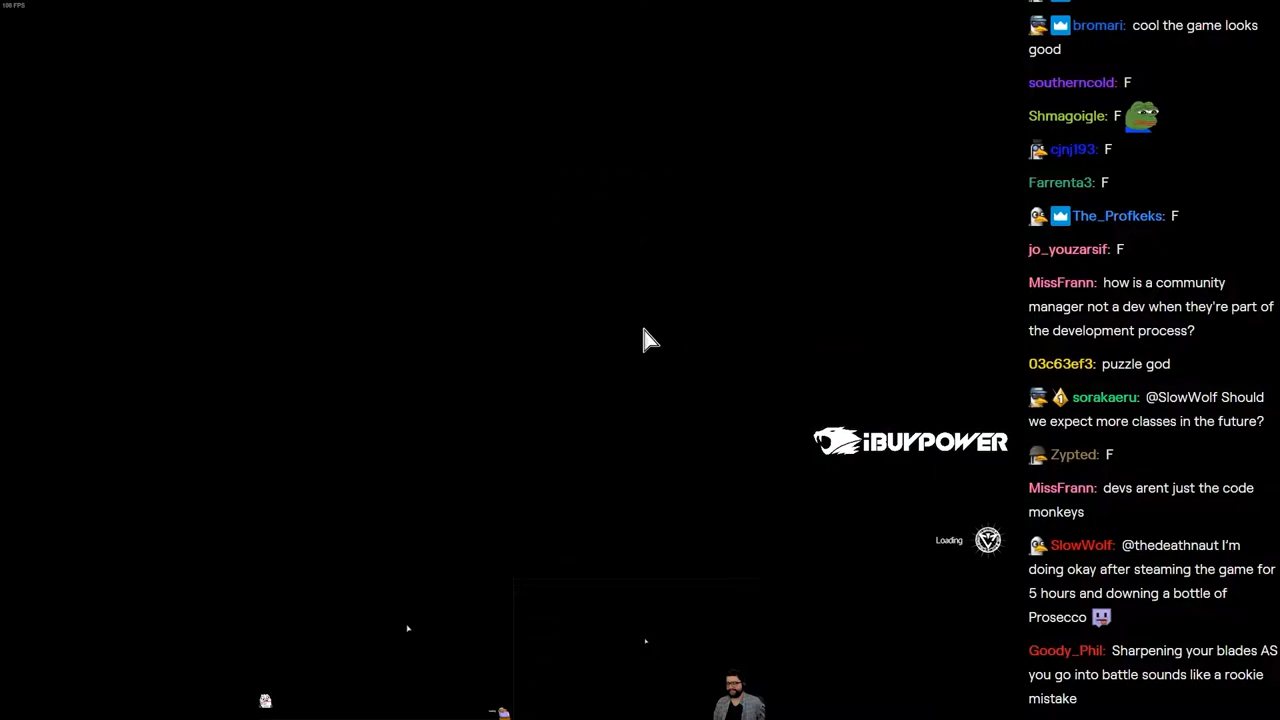 106 FPS
bromari: cool the game looks
good
southerncold: F
Shmagoigle: F
cjnj193: F
Farrenta3: F
The_Profkeks: F
jo_youzarsif: F
MissFrann: how is a community
manager not a dev when they're part of
the development process?
03c63ef3: puzzle god
sorakaeru: @SlowWolf Should
we expect more classes in the future?
iBUYPOWER
Zypted: F
MissFrann: devs arent just the code
monkeys
Loading
SlowWolf: @thedeathnaut I’m
doing okay after steaming the game for
5 hours and downing a bottle of
Prosecco
Goody_Phil: Sharpening your blades AS
you go into battle sounds like a rookie
mistake